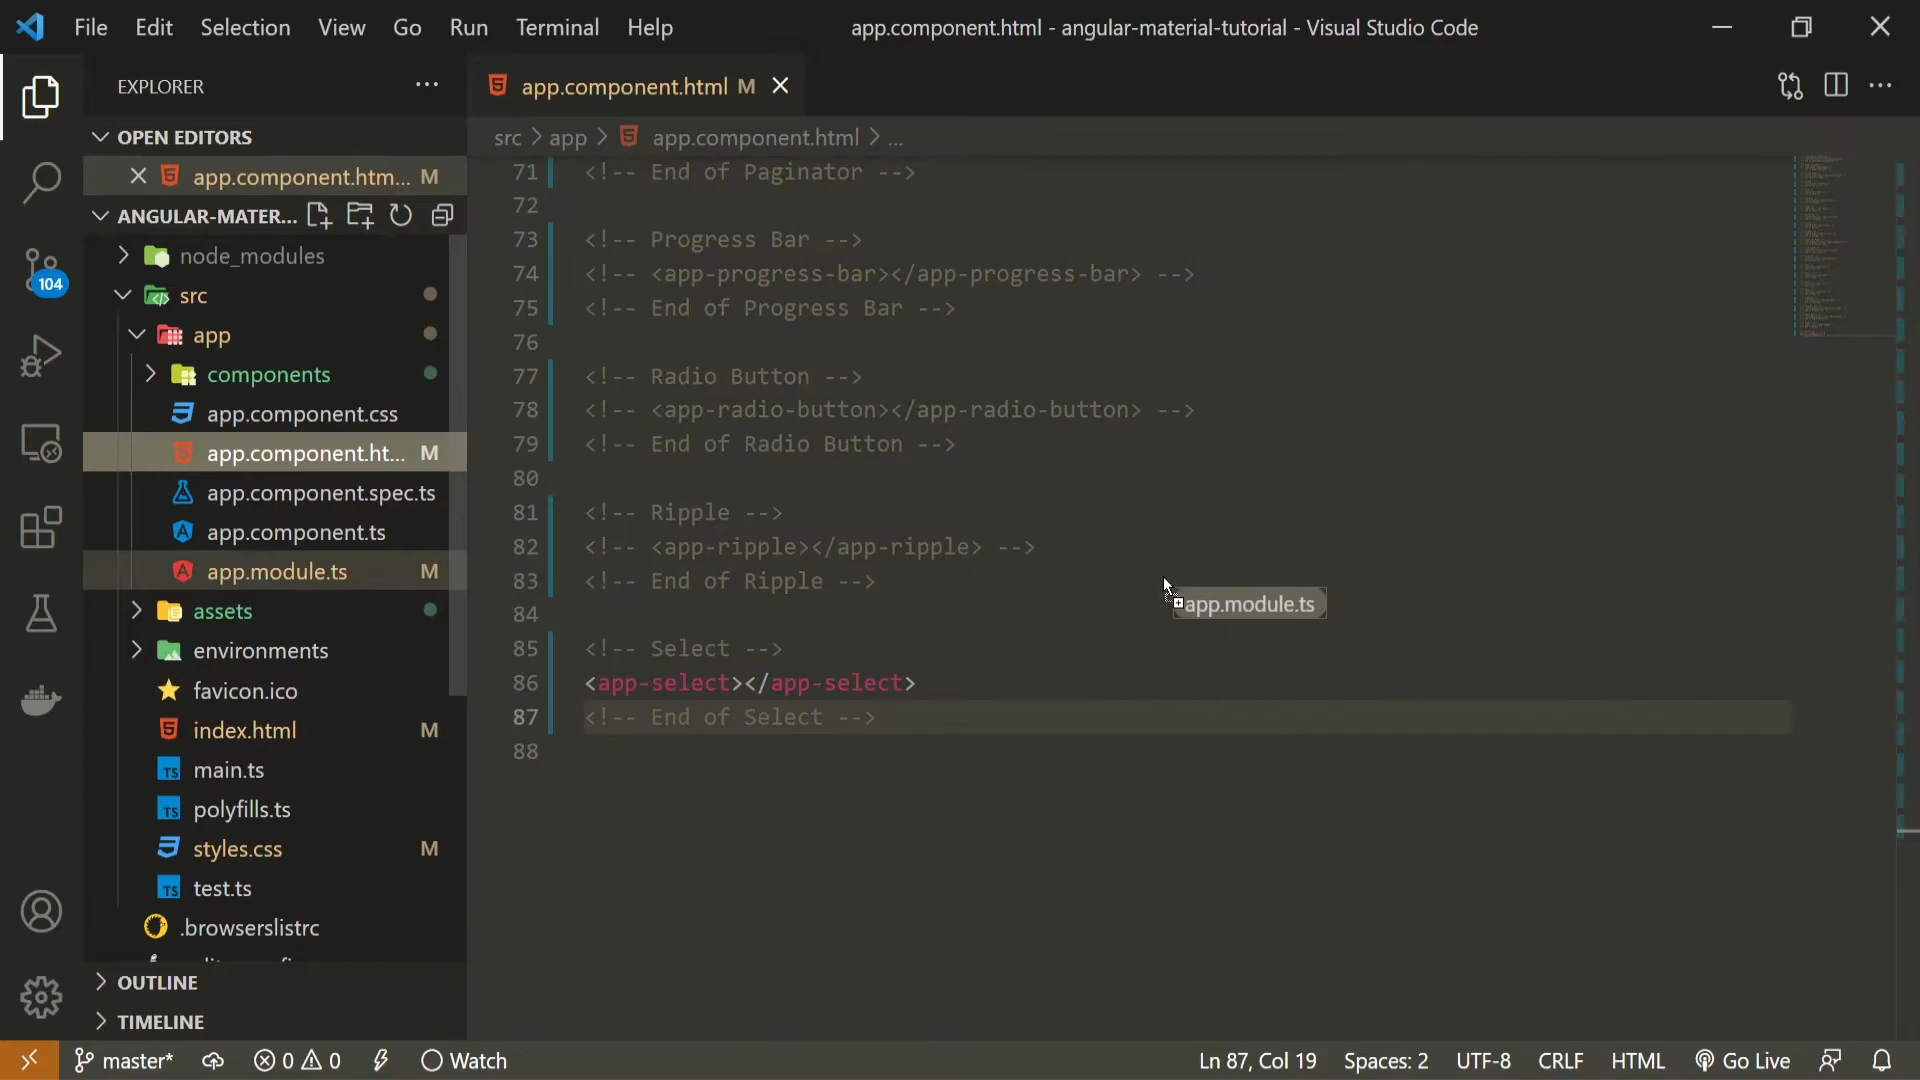 File Edit Selection View Go Run Terminal Help
app.component.html - angular-material-tutorial - Visual Studio Code
EXPLORER
OPEN EDITORS
app.component.htm... M
ANGULAR-MATER...
node_modules
src
app
components
app.component.css
app.component.ht... M
app.component.spec.ts
app.component.ts
app.module.ts M
assets
environments
favicon.ico
index.html M
main.ts
polyfills.ts
styles.css M
test.ts
.browserslistrc
OUTLINE
TIMELINE
104
app.component.html M
src > app > app.component.html > ...
71 <!-- End of Paginator -->
72
73 <!-- Progress Bar -->
74 <!-- <app-progress-bar></app-progress-bar> -->
75 <!-- End of Progress Bar -->
76
77 <!-- Radio Button -->
78 <!-- <app-radio-button></app-radio-button> -->
79 <!-- End of Radio Button -->
80
81 <!-- Ripple -->
82 <!-- <app-ripple></app-ripple> -->
83 <!-- End of Ripple -->
84
85 <!-- Select -->
86 <app-select></app-select>
87 <!-- End of Select -->
88
app.module.ts
master* 0 0 Watch
Ln 87, Col 19 Spaces: 2 UTF-8 CRLF HTML Go Live